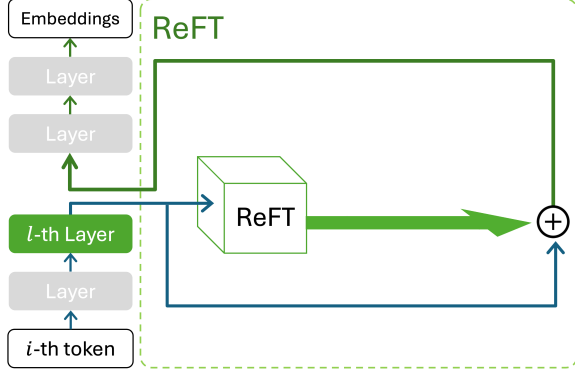 Embeddings
ReFT
Layer
Layer
ReFT
l-th Layer
Layer
i-th token